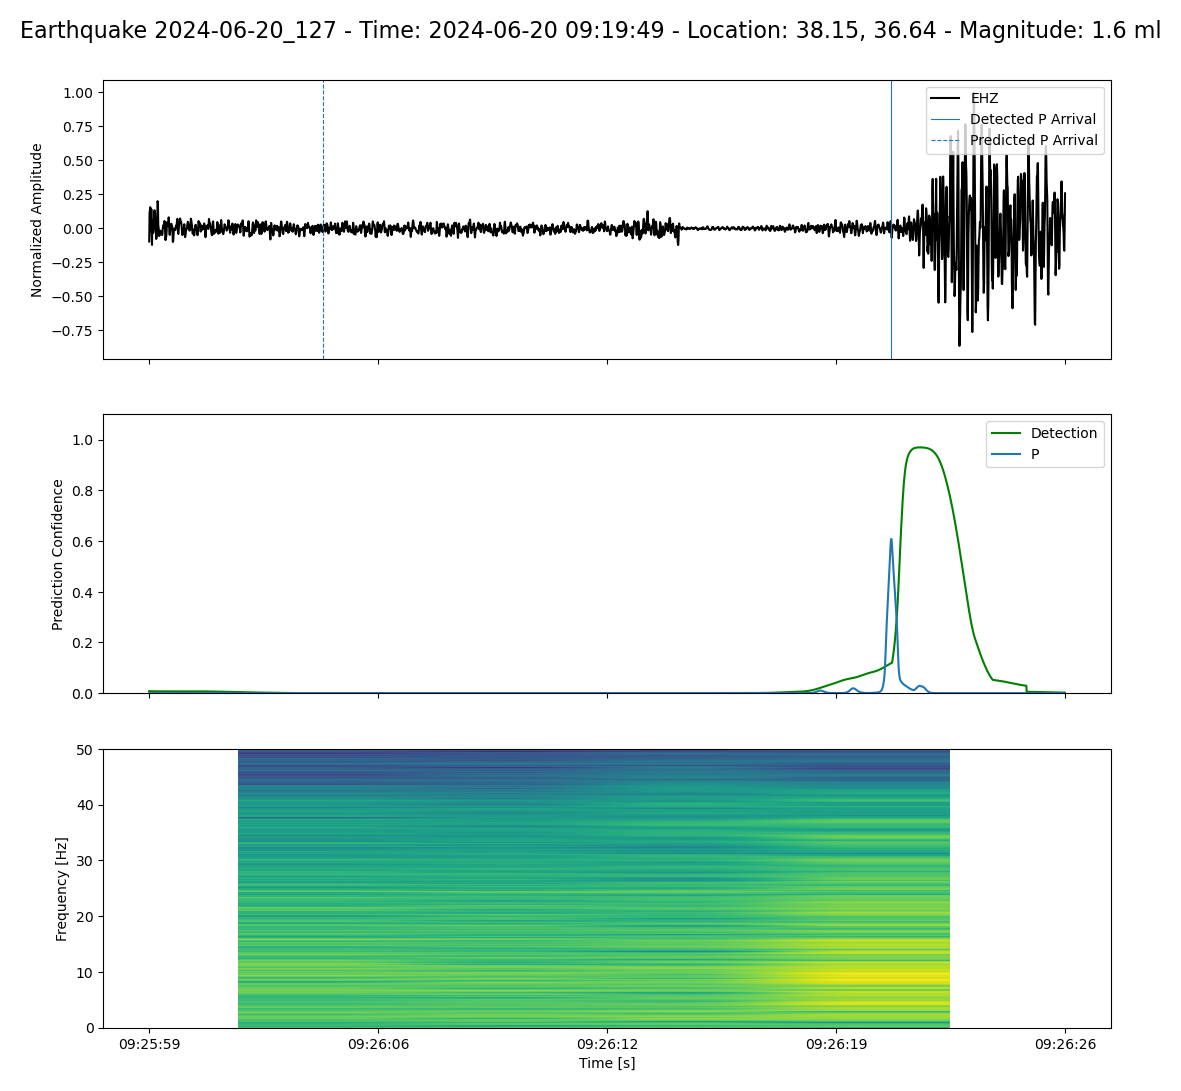 Earthquake 2024-06-20_127 - Time: 2024-06-20 09:19:49 - Location: 38.15, 36.64 - Magnitude: 1.6 ml
Normalized Amplitude
1.00
0.75
0.50
0.25
0.00
−0.25
−0.50
−0.75
EHZ
Detected P Arrival
Predicted P Arrival
Prediction Confidence
1.0
0.8
0.6
0.4
0.2
0.0
Detection
P
Frequency [Hz]
50
40
30
20
10
0
09:25:59
09:26:06
09:26:12
09:26:19
09:26:26
Time [s]